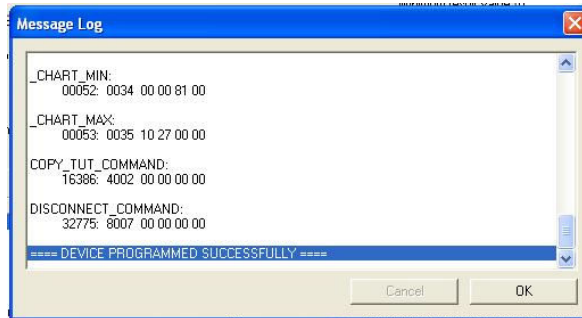 Message Log
_CHART_MIN:
00052: 0034 00 00 81 00
_CHART_MAX:
00053: 0035 10 27 00 00
COPY_TUT_COMMAND:
16386: 4002 00 00 00 00
DISCONNECT_COMMAND:
32775: 8007 00 00 00 00
==== DEVICE PROGRAMMED SUCCESSFULLY ====
Cancel
OK